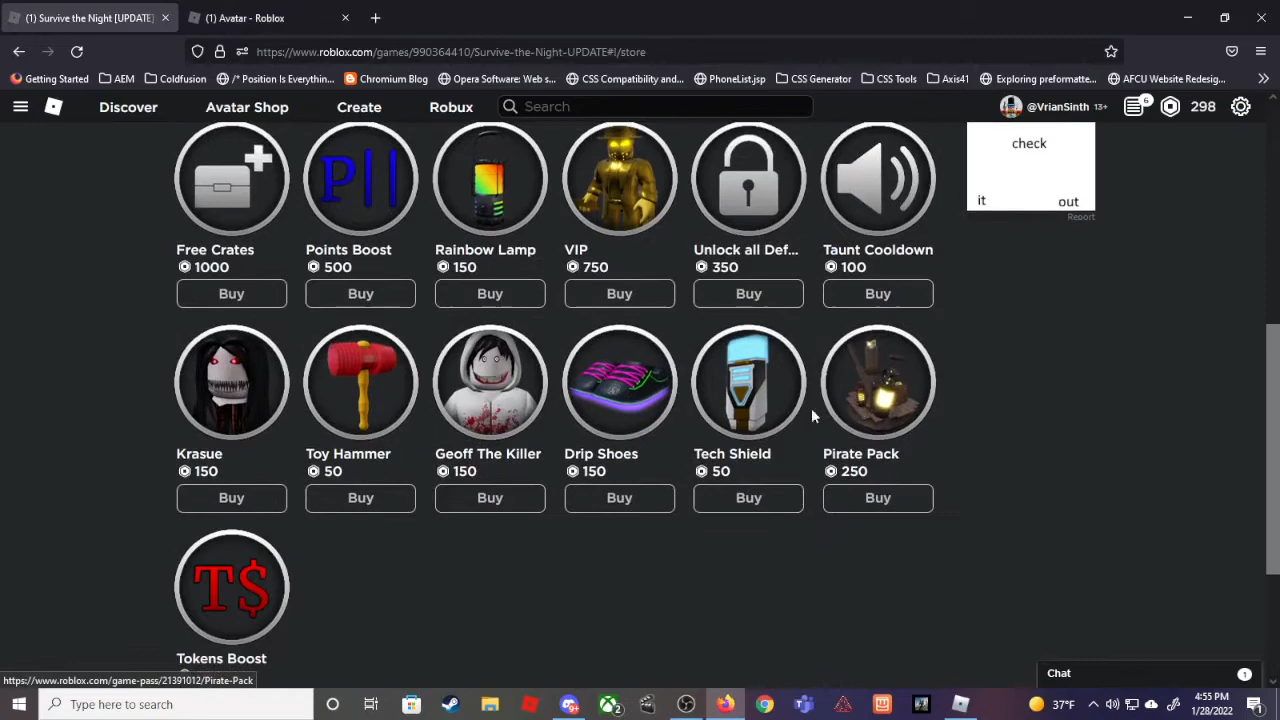 (1) Survive the Night [UPDATE]
(1) Avatar - Roblox
https://www.roblox.com/games/990364410/Survive-the-Night-UPDATE#!/store
Getting Started
AEM
Coldfusion
/* Position Is Everythin...
Chromium Blog
Opera Software: Web s...
CSS Compatibility and...
PhoneList.jsp
CSS Generator
CSS Tools
Axis41
Exploring preformatte...
AFCU Website Redesig...
Discover
Avatar Shop
Create
Robux
Search
@VrianSinth 13+
6
298
check
it out
Report
P||
Free Crates
Points Boost
Rainbow Lamp
VIP
Unlock all Def...
Taunt Cooldown
1000
500
150
750
350
100
Buy
Buy
Buy
Buy
Buy
Buy
Krasue
Toy Hammer
Geoff The Killer
Drip Shoes
Tech Shield
Pirate Pack
150
50
150
150
50
250
Buy
Buy
Buy
Buy
Buy
Buy
T$
Tokens Boost
https://www.roblox.com/game-pass/21391012/Pirate-Pack
Chat
1
Type here to search
2
37°F
4:55 PM
1/28/2022
1